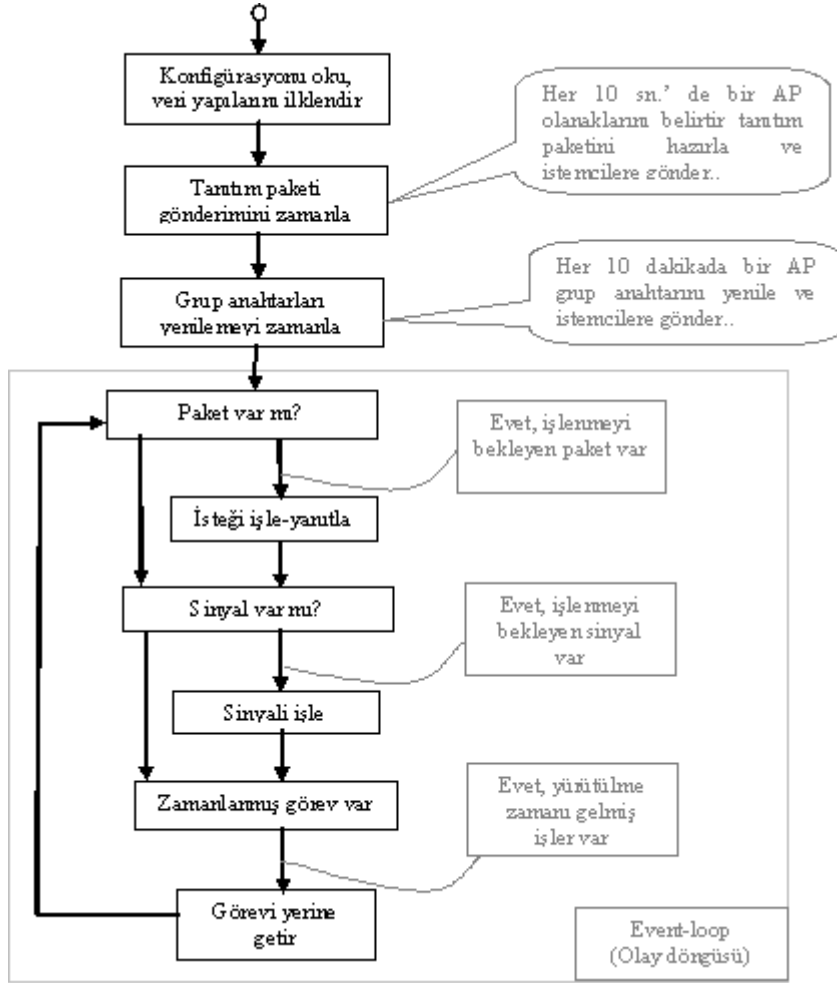 Konfigürasyonu oku,
veri yapılarını ilklendir
Her 10 sn.’ de bir AP
olanaklarını belirtir tanıtım
paketini hazırla ve
istemcilere gönder..
Tanıtım paketi
gönderimini zamanla
Her 10 dakikada bir AP
grup anahtarını yenile ve
istemcilere gönder..
Grup anahtarları
yenilemeyi zamanla
Paket var mı?
Evet, işlenmeyi
bekleyen paket var
İsteği işle-yanıtla
Sinyal var mı?
Evet, işlenmeyi
bekleyen sinyal
var
Sinyali işle
Zamanlanmış görev var
Evet, yürütülme
zamanı gelmiş
işler var
Görevi yerine
getir
Event-loop
(Olay döngüsü)